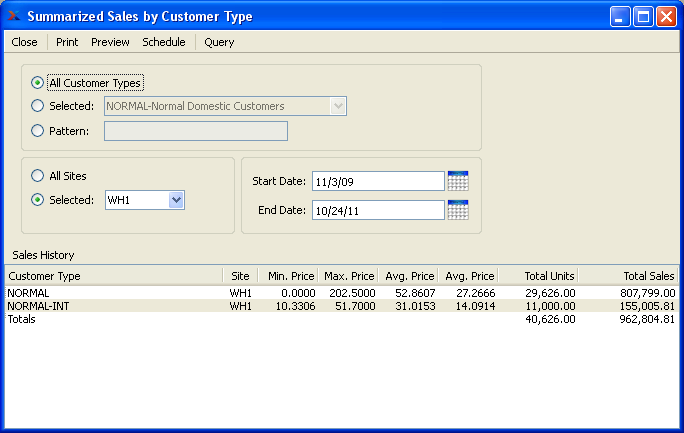 Summarized Sales by Customer Type
Close Print Preview Schedule Query
All Customer Types
Selected: NORMAL-Normal Domestic Customers
Pattern:
All Sites
Selected: WH1
Start Date: 11/3/09
End Date: 10/24/11
Sales History
Customer Type Site Min. Price Max. Price Avg. Price Avg. Price Total Units Total Sales
NORMAL WH1 0.0000 202.5000 52.8607 27.2666 29,626.00 807,799.00
NORMAL-INT WH1 10.3306 51.7000 31.0153 14.0914 11,000.00 155,005.81
Totals 40,626.00 962,804.81